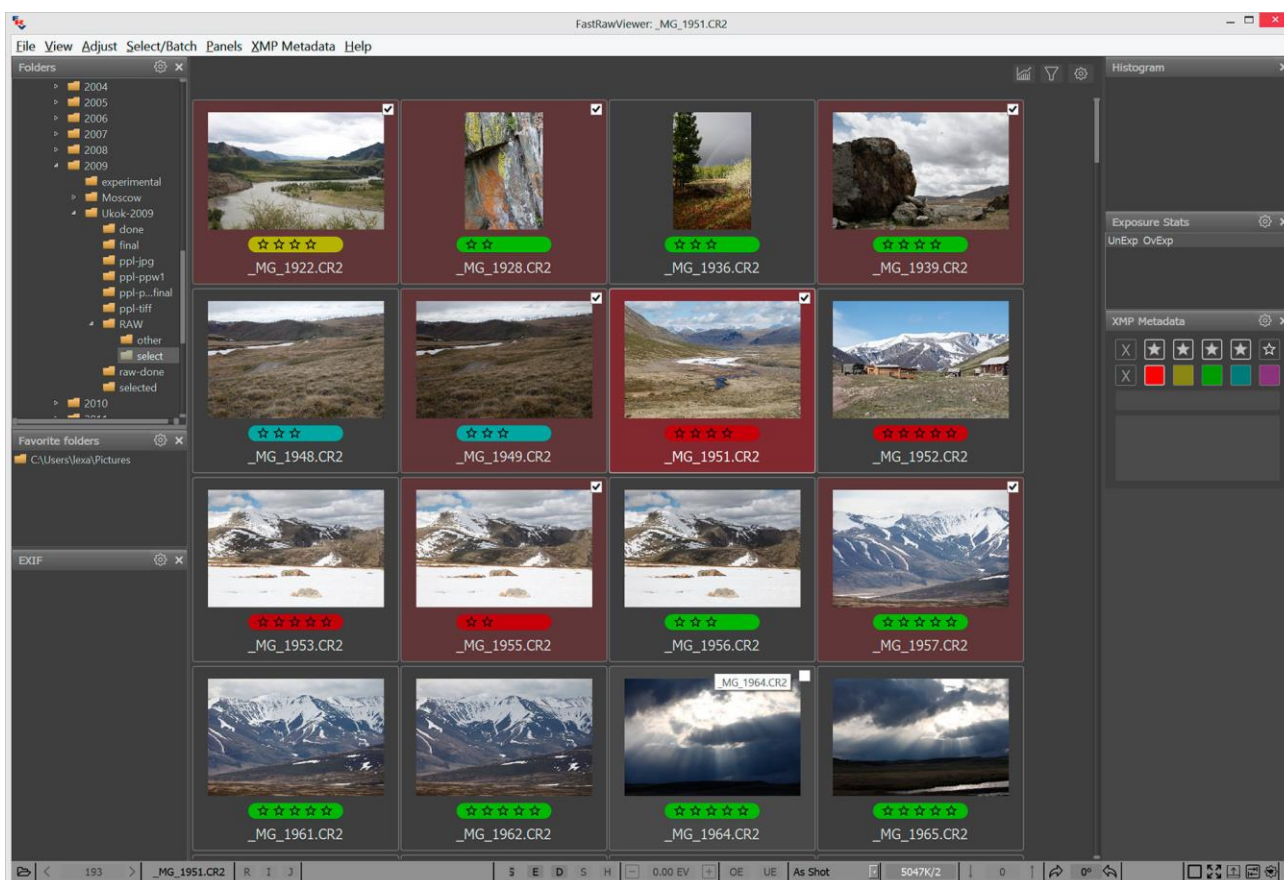 FastRawViewer: _MG_1951.CR2
File View Adjust Select/Batch Panels XMP Metadata Help
Folders
2004
2005
2006
2007
2008
2009
experimental
Moscow
Ukok-2009
done
final
ppl-jpg
ppl-ppw1
ppl-p...final
ppl-tiff
RAW
other
select
raw-done
selected
2010
2011
Favorite folders
C:\Users\lexa\Pictures
EXIF
_MG_1922.CR2 _MG_1928.CR2 _MG_1936.CR2 _MG_1939.CR2
_MG_1948.CR2 _MG_1949.CR2 _MG_1951.CR2 _MG_1952.CR2
_MG_1953.CR2 _MG_1955.CR2 _MG_1956.CR2 _MG_1957.CR2
_MG_1964.CR2
_MG_1961.CR2 _MG_1962.CR2 _MG_1964.CR2 _MG_1965.CR2
Histogram
Exposure Stats
UnExp OvExp
XMP Metadata
X
X
193 _MG_1951.CR2 R I J S E D S H 0.00 EV OE UE As Shot 5047K/2 0 0°